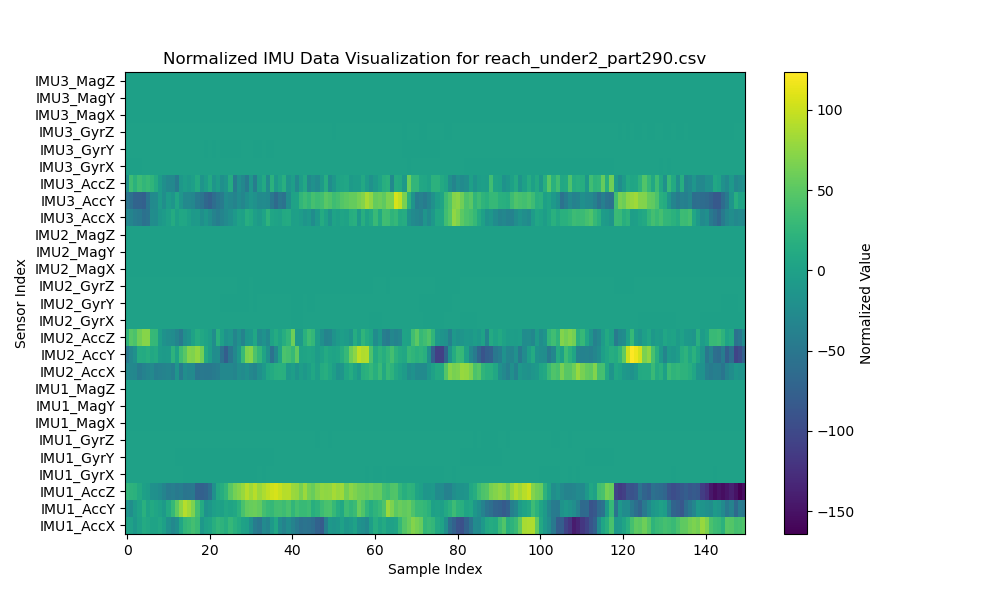 Normalized IMU Data Visualization for reach_under2_part290.csv
IMU3_MagZ
IMU3_MagY
IMU3_MagX
IMU3_GyrZ
IMU3_GyrY
IMU3_GyrX
IMU3_AccZ
IMU3_AccY
IMU3_AccX
IMU2_MagZ
IMU2_MagY
IMU2_MagX
IMU2_GyrZ
IMU2_GyrY
IMU2_GyrX
IMU2_AccZ
IMU2_AccY
IMU2_AccX
IMU1_MagZ
IMU1_MagY
IMU1_MagX
IMU1_GyrZ
IMU1_GyrY
IMU1_GyrX
IMU1_AccZ
IMU1_AccY
IMU1_AccX
Sensor Index
0 20 40 60 80 100 120 140
Sample Index
100
50
0
−50
−100
−150
Normalized Value